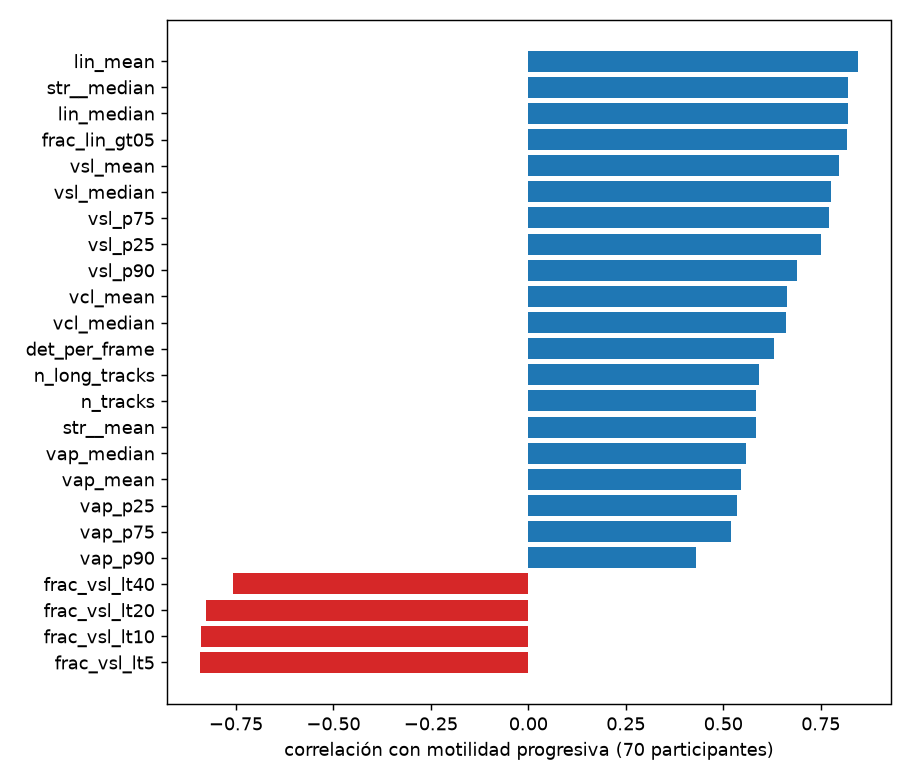 lin_mean
str__median
lin_median
frac_lin_gt05
vsl_mean
vsl_median
vsl_p75
vsl_p25
vsl_p90
vcl_mean
vcl_median
det_per_frame
n_long_tracks
n_tracks
str__mean
vap_median
vap_mean
vap_p25
vap_p75
vap_p90
frac_vsl_lt40
frac_vsl_lt20
frac_vsl_lt10
frac_vsl_lt5
−0.75 −0.50 −0.25 0.00 0.25 0.50 0.75
correlación con motilidad progresiva (70 participantes)